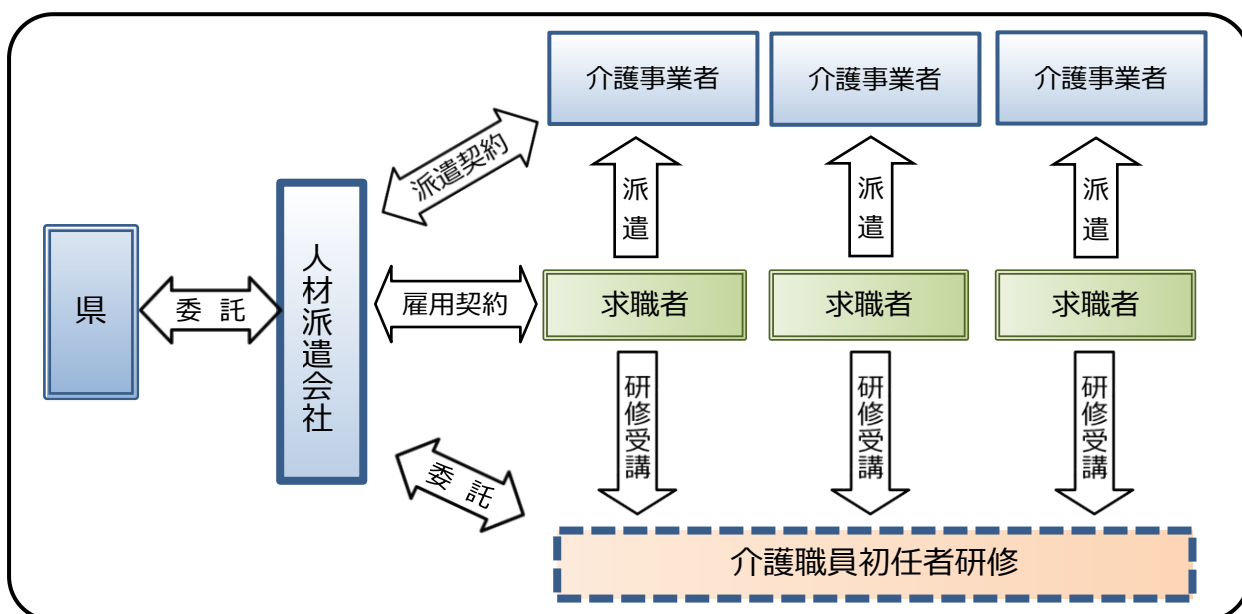 介護事業者
介護事業者
介護事業者
派遣契約
派遣
派遣
派遣
県
委託
人材派遣会社
雇用契約
求職者
求職者
求職者
研修受講
研修受講
研修受講
委託
介護職員初任者研修